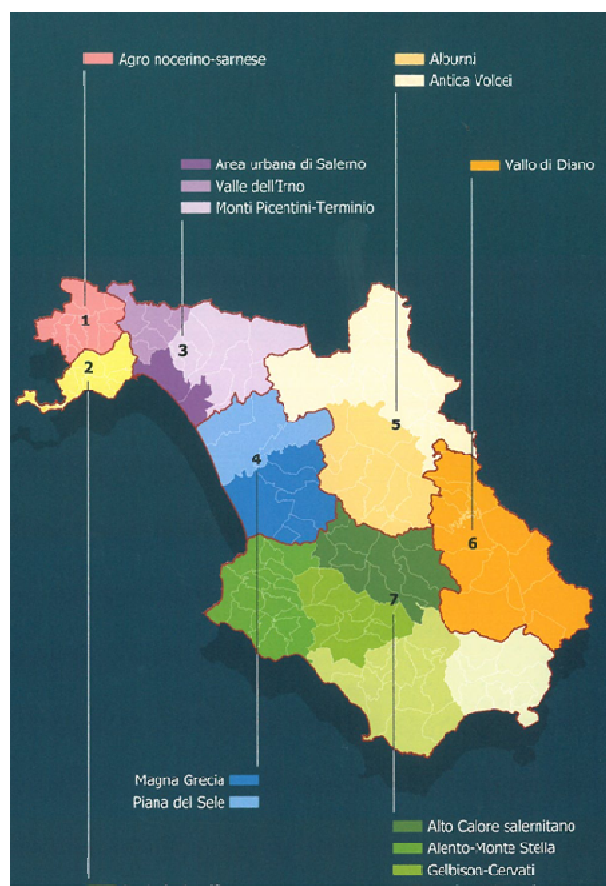 Agro nocerino-sarnese
Alburni
Antica Volcei
Area urbana di Salerno
Valle dell'Irno
Monti Picentini-Terminio
Vallo di Diano
1
2
3
4
5
6
7
Magna Grecia
Piana del Sele
Alto Calore salernitano
Alento-Monte Stella
Gelbison-Cervati